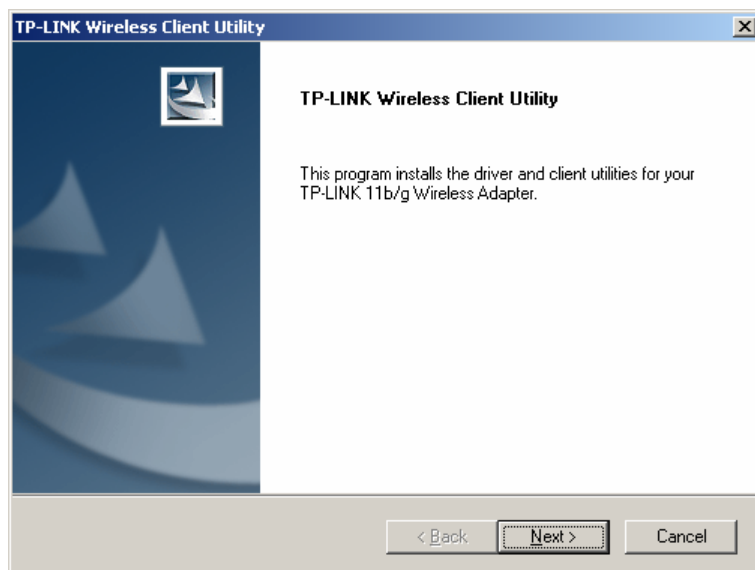 TP-LINK Wireless Client Utility
TP-LINK Wireless Client Utility
This program installs the driver and client utilities for your
TP-LINK 11b/g Wireless Adapter.
< Back
Next >
Cancel